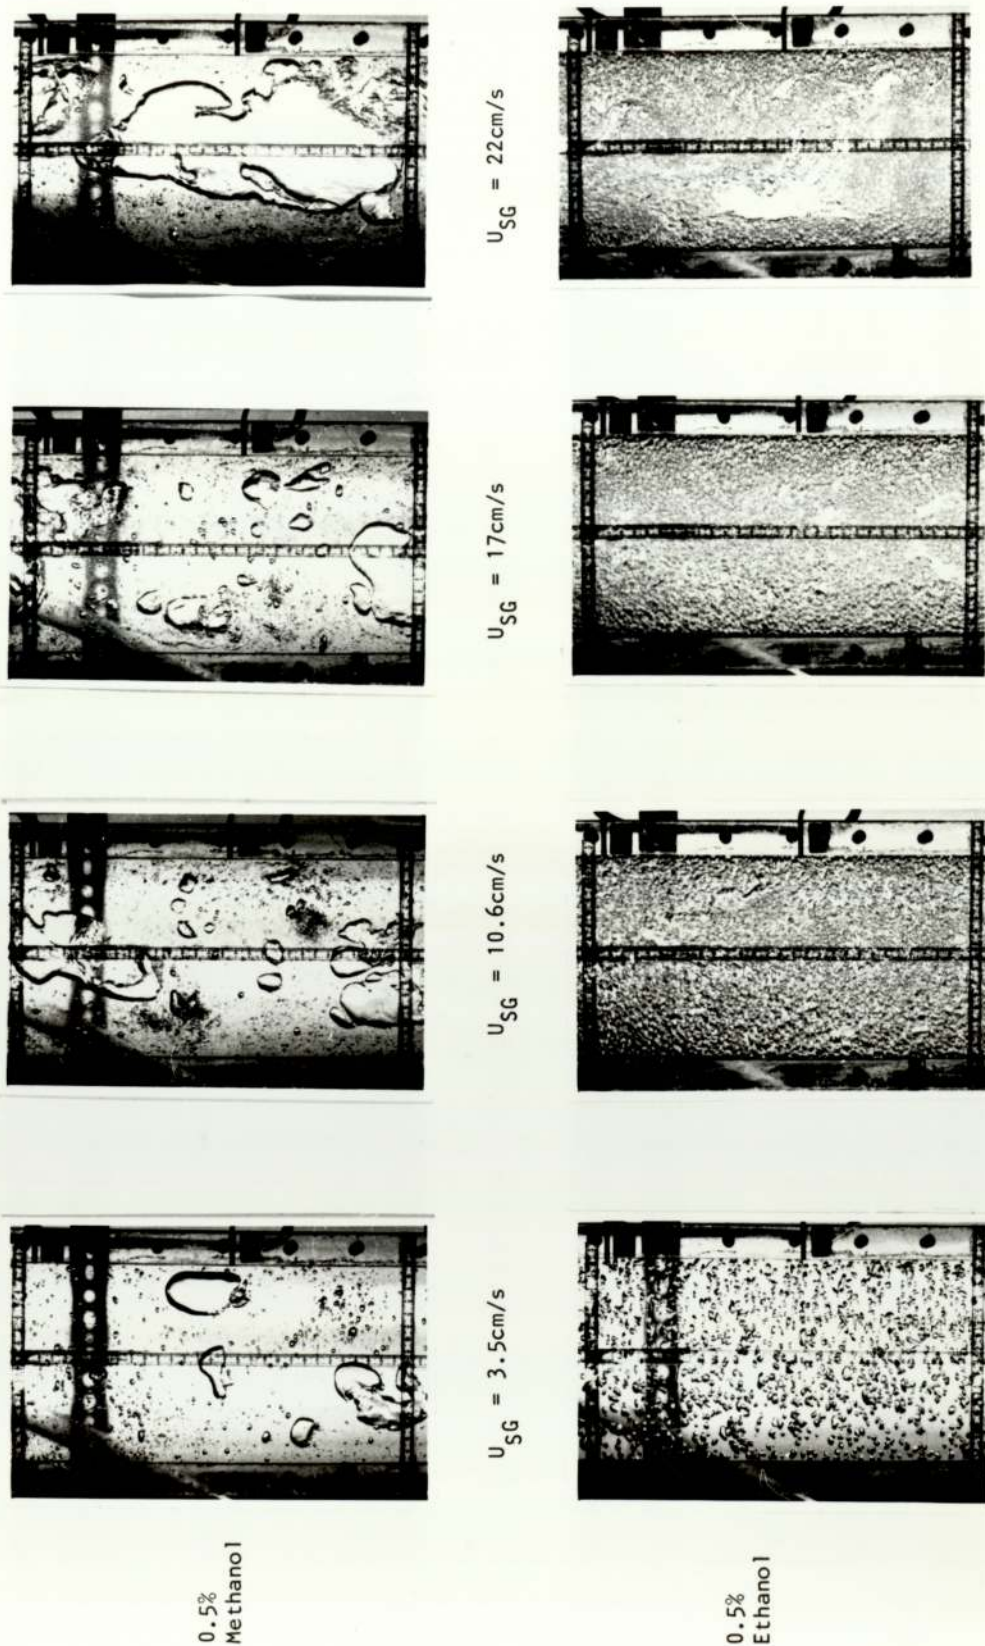 0.5%
Methanol
U_SG = 3.5cm/s
U_SG = 10.6cm/s
U_SG = 17cm/s
U_SG = 22cm/s
0.5%
Ethanol